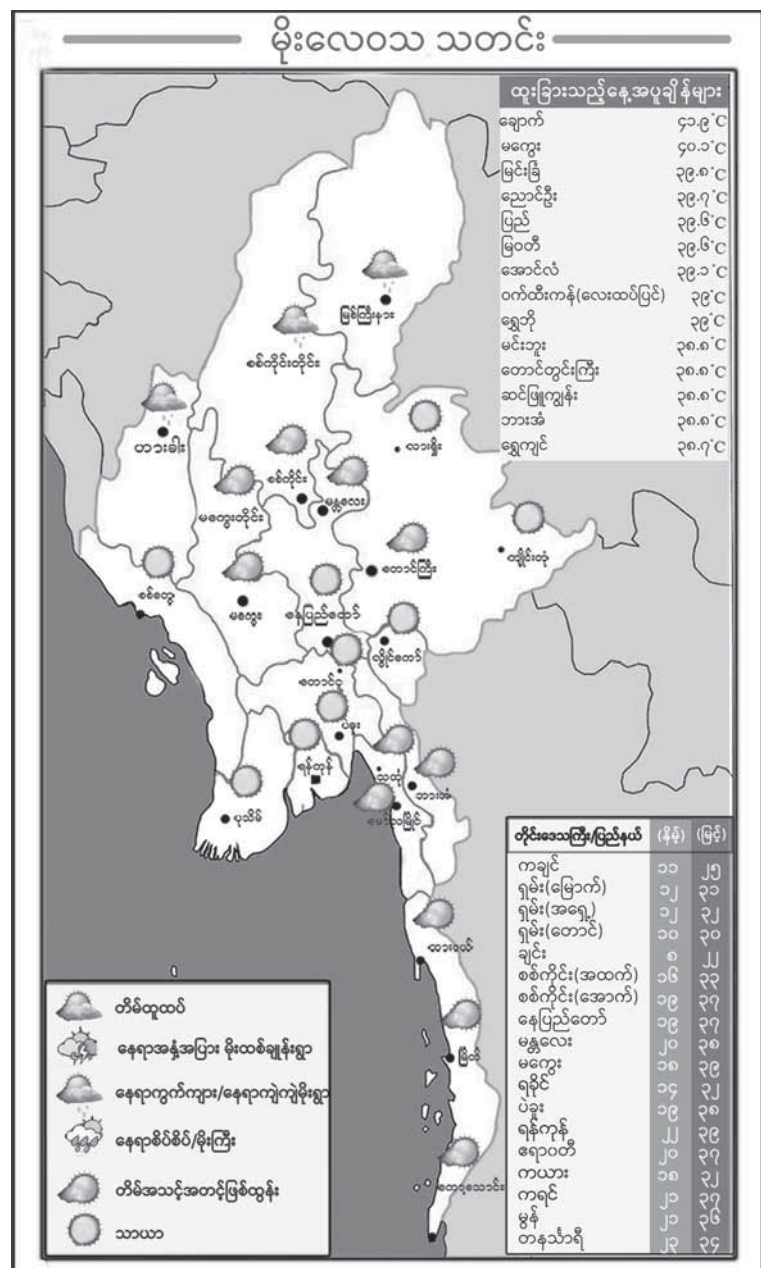 မိုးလေဝသ သတင်း
ထူးခြားသည့်နေ့အပူချိန်များ
ချောက် ၄၁.၉°C
မကွေး ၄၀.၁°C
မြင်းခြံ ၃၉.၈°C
ညောင်ဦး ၃၉.၇°C
ပြည် ၃၉.၆°C
မြဝတီ ၃၉.၆°C
အောင်လံ ၃၉.၁°C
ဝက်ထီးကန်(လေးထပ်ပြင်) ၃၉°C
ရွှေဘို ၃၉°C
မင်းဘူး ၃၈.၈°C
တောင်တွင်းကြီး ၃၈.၈°C
ဆင်ဖြူကျွန်း ၃၈.၈°C
ဘားအံ ၃၈.၈°C
ရွှေကျင် ၃၈.၇°C
မြစ်ကြီးနား
စစ်ကိုင်းတိုင်း
ဟားခါး
လားရှိုး
စစ်ကိုင်း
မန္တလေး
မကွေးတိုင်း
ကျိုင်းတုံ
တောင်ကြီး
စစ်တွေ
မကွေး
နေပြည်တော်
လွိုင်ကော်
တောင်ငူ
ပဲခူး
ရန်ကုန်
သထုံ
ဘားအံ
ပုသိမ်
မော်လမြိုင်
ထားဝယ်
မြိတ်
ကော့သောင်း
တိုင်းဒေသကြီး/ပြည်နယ် (နိမ့်) (မြင့်)
ကချင် ၁၁ ၂၅
ရှမ်း(မြောက်) ၁၂ ၃၁
ရှမ်း(အရှေ့) ၁၂ ၃၂
ရှမ်း(တောင်) ၁၀ ၃၀
ချင်း ၈ ၂၂
စစ်ကိုင်း(အထက်) ၁၆ ၃၃
စစ်ကိုင်း(အောက်) ၁၉ ၃၇
နေပြည်တော် ၁၉ ၃၇
မန္တလေး ၂၀ ၃၈
မကွေး ၁၈ ၃၉
ရခိုင် ၁၄ ၃၂
ပဲခူး ၁၉ ၃၈
ရန်ကုန် ၂၂ ၃၉
ဧရာဝတီ ၂၀ ၃၇
ကယား ၁၈ ၃၂
ကရင် ၂၁ ၃၇
မွန် ၂၁ ၃၆
တနင်္သာရီ ၂၃ ၃၄
တိမ်ထူထပ်
နေရာအနှံ့အပြား မိုးထစ်ချုန်းရွာ
နေရာကွက်ကျား/နေရာကျဲကျဲမိုးရွာ
နေရာစိပ်စိပ်/မိုးကြီး
တိမ်အသင့်အတင့်ဖြစ်ထွန်း
သာယာ